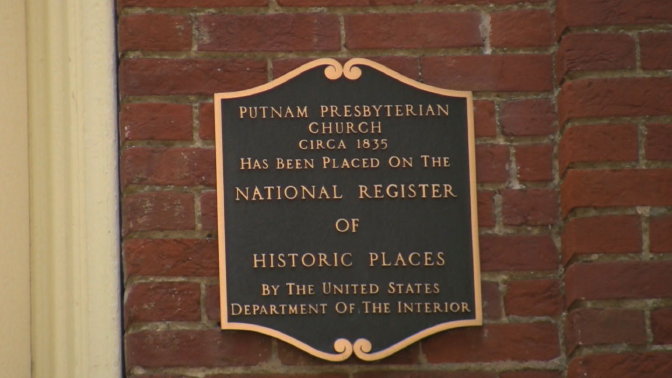 PUTNAM PRESBYTERIAN
CHURCH
CIRCA 1835
HAS BEEN PLACED ON THE
NATIONAL REGISTER
OF
HISTORIC PLACES
BY THE UNITED STATES
DEPARTMENT OF THE INTERIOR